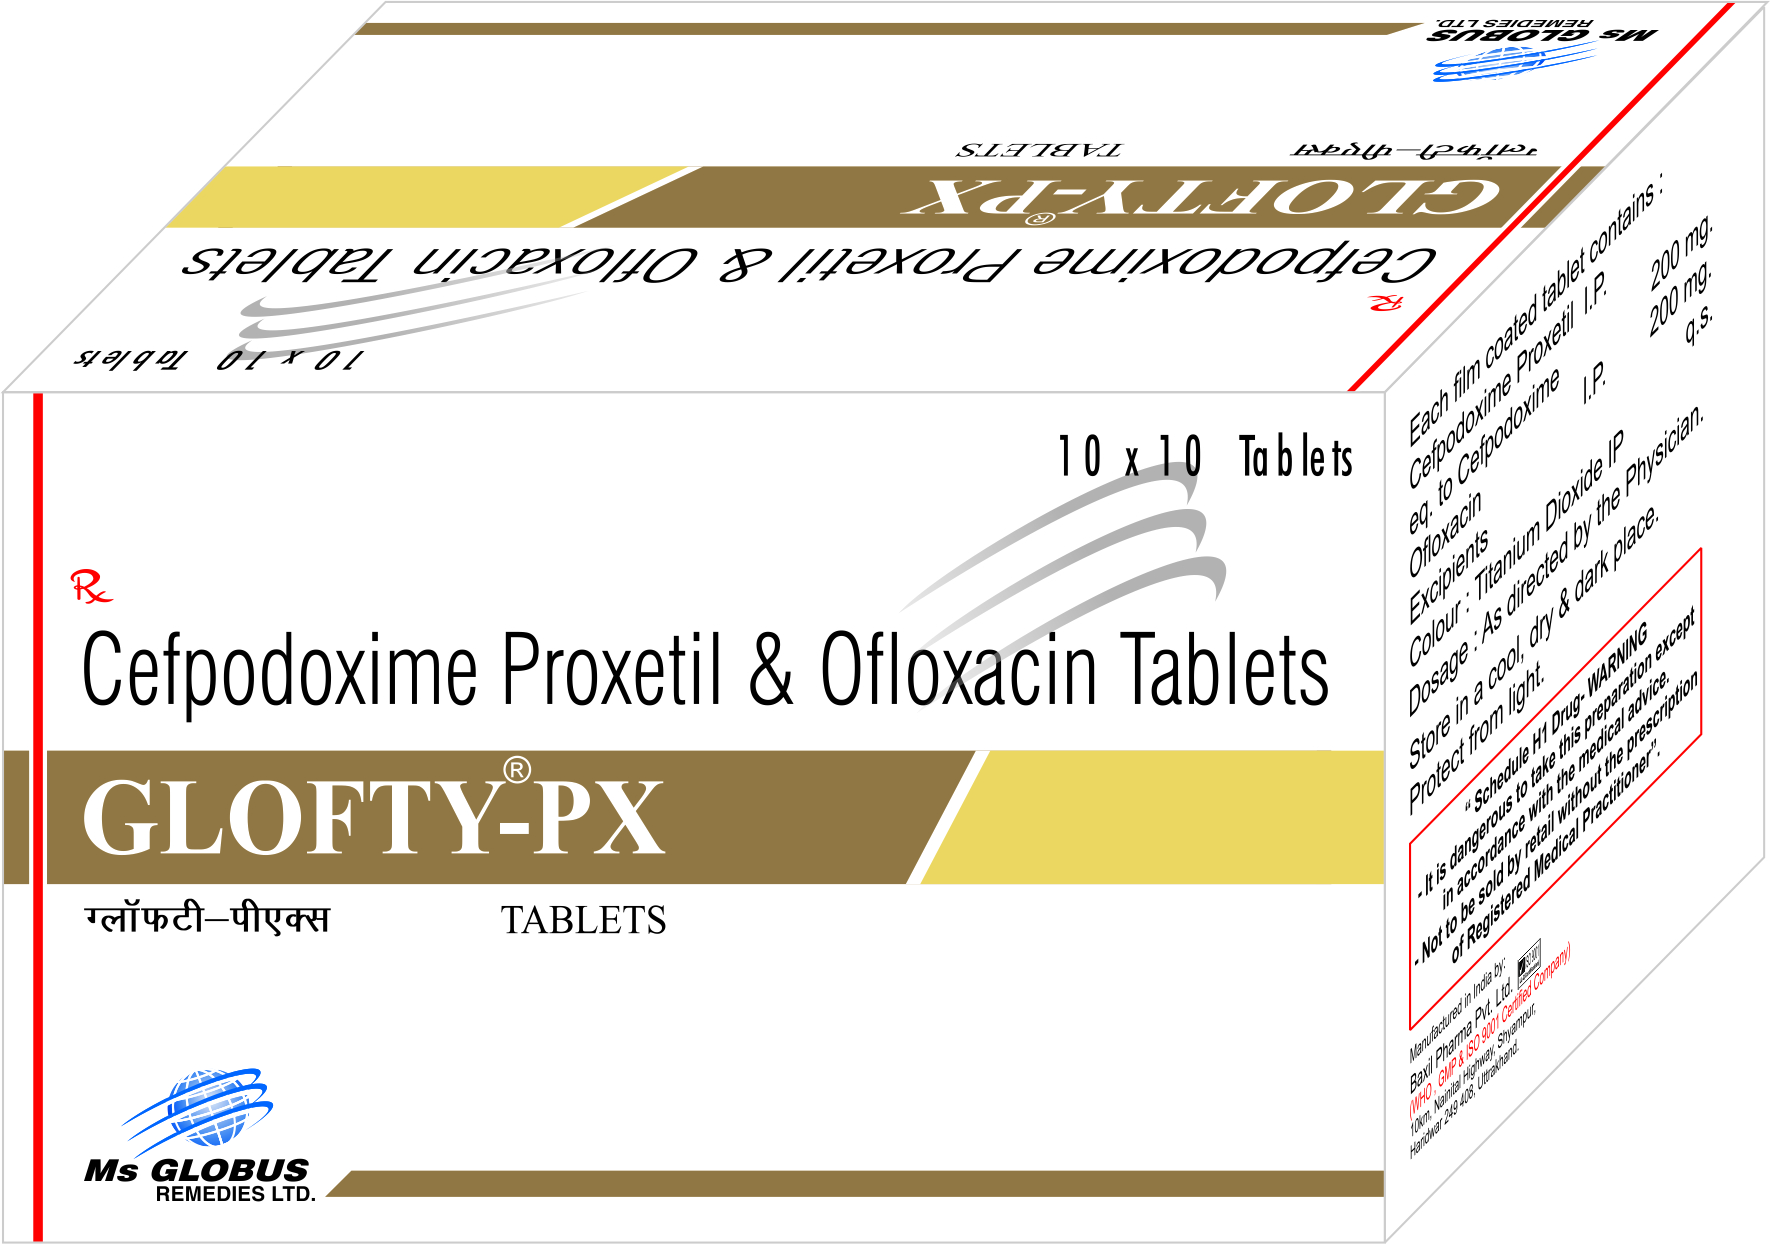 Ms GLOBUS
REMEDIES LTD.
ग्लॉफटी–पीएक्स
TABLETS
GLOFTY-PX
®
Cefpodoxime Proxetil & Ofloxacin Tablets
Rx
10 x 10 Tablets
10 x 10 Tablets
Rx
Cefpodoxime Proxetil & Ofloxacin Tablets
GLOFTY®-PX
ग्लॉफटी–पीएक्स TABLETS
Ms GLOBUS
REMEDIES LTD.
Each film coated tablet contains :
Cefpodoxime Proxetil I.P.
eq. to Cefpodoxime 200 mg.
Ofloxacin I.P. 200 mg.
Excipients q.s.
Colour : Titanium Dioxide IP
Dosage : As directed by the Physician.
Store in a cool, dry & dark place.
Protect from light.
“ Schedule H1 Drug- WARNING
- It is dangerous to take this preparation except
in accordance with the medical advice.
- Not to be sold by retail without the prescription
of Registered Medical Practitioner”.
Manufactured in India by:
Baxil Pharma Pvt. Ltd. ISO 9001
(WHO , GMP & ISO 9001 Certified Company)
10km, Nainital Highway, Shyampur,
Haridwar 249 408, Uttrakhand.